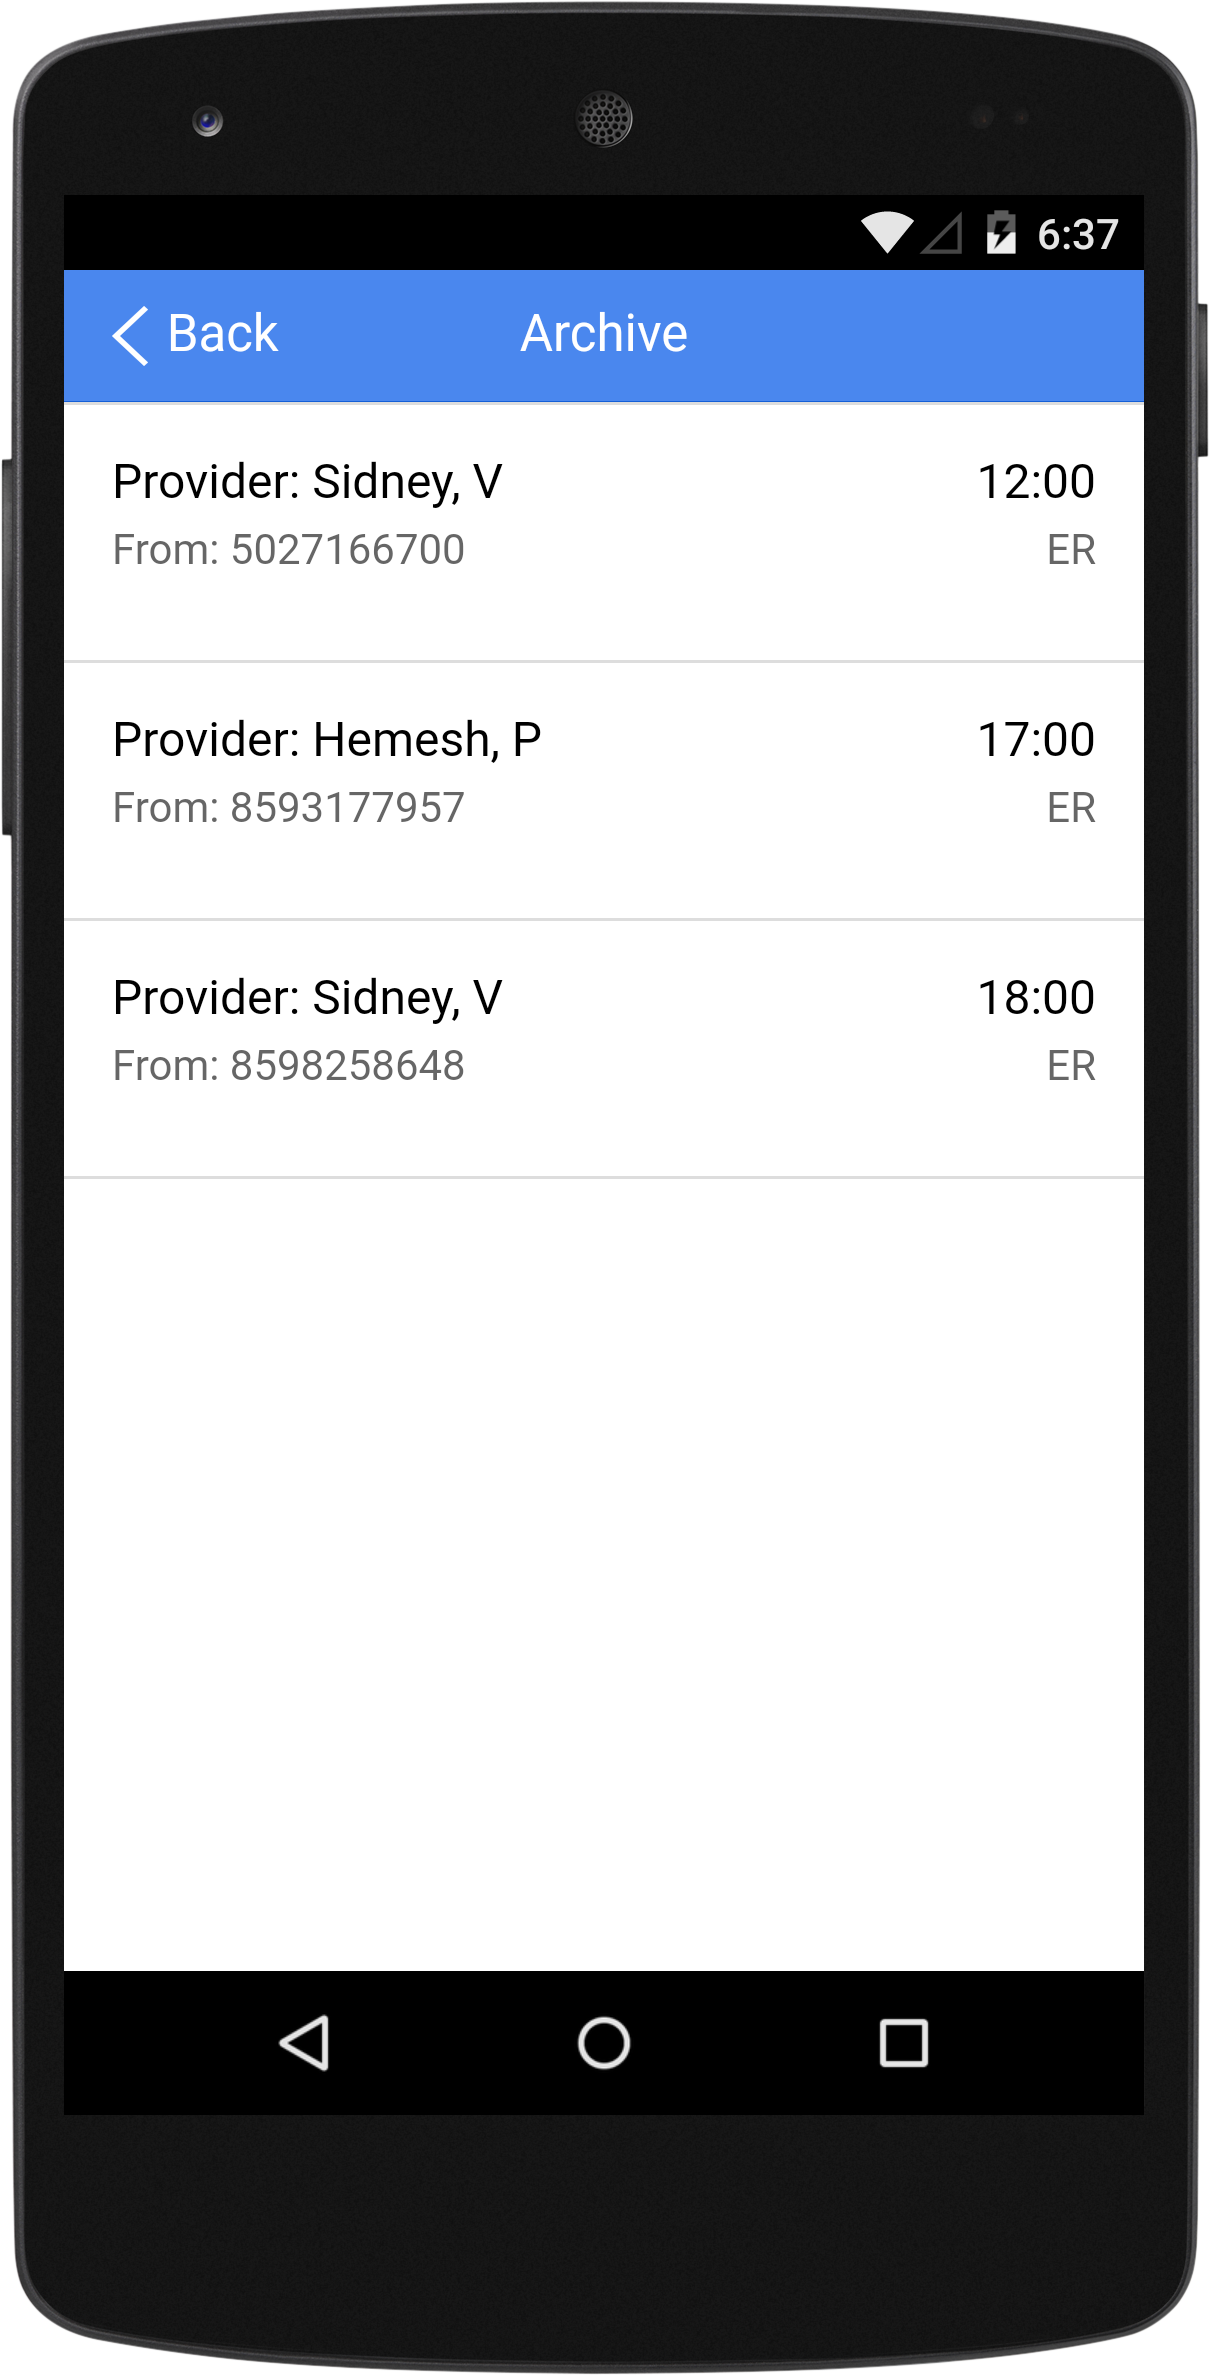 6:37
Back Archive
Provider: Sidney, V 12:00
From: 5027166700 ER
Provider: Hemesh, P 17:00
From: 8593177957 ER
Provider: Sidney, V 18:00
From: 8598258648 ER